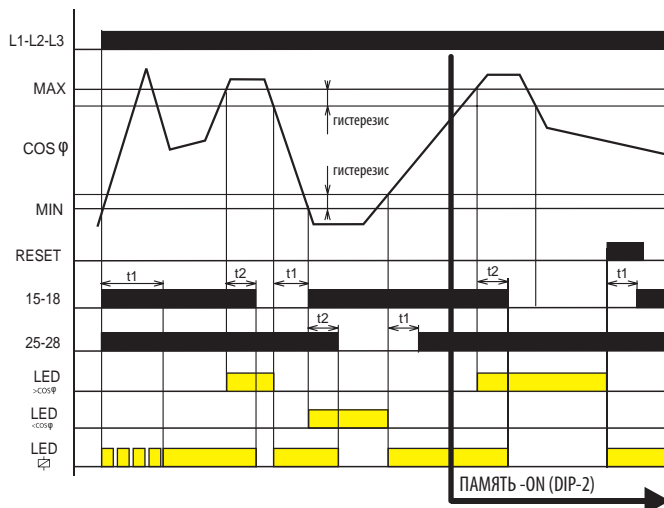 L1-L2-L3
MAX
гистерезис
COS φ
гистерезис
MIN
RESET
t1 t2 t1 t2 t1
15-18
t2 t1
25-28
LED
>cosφ
LED
<cosφ
LED
ПАМЯТЬ -ON (DIP-2)